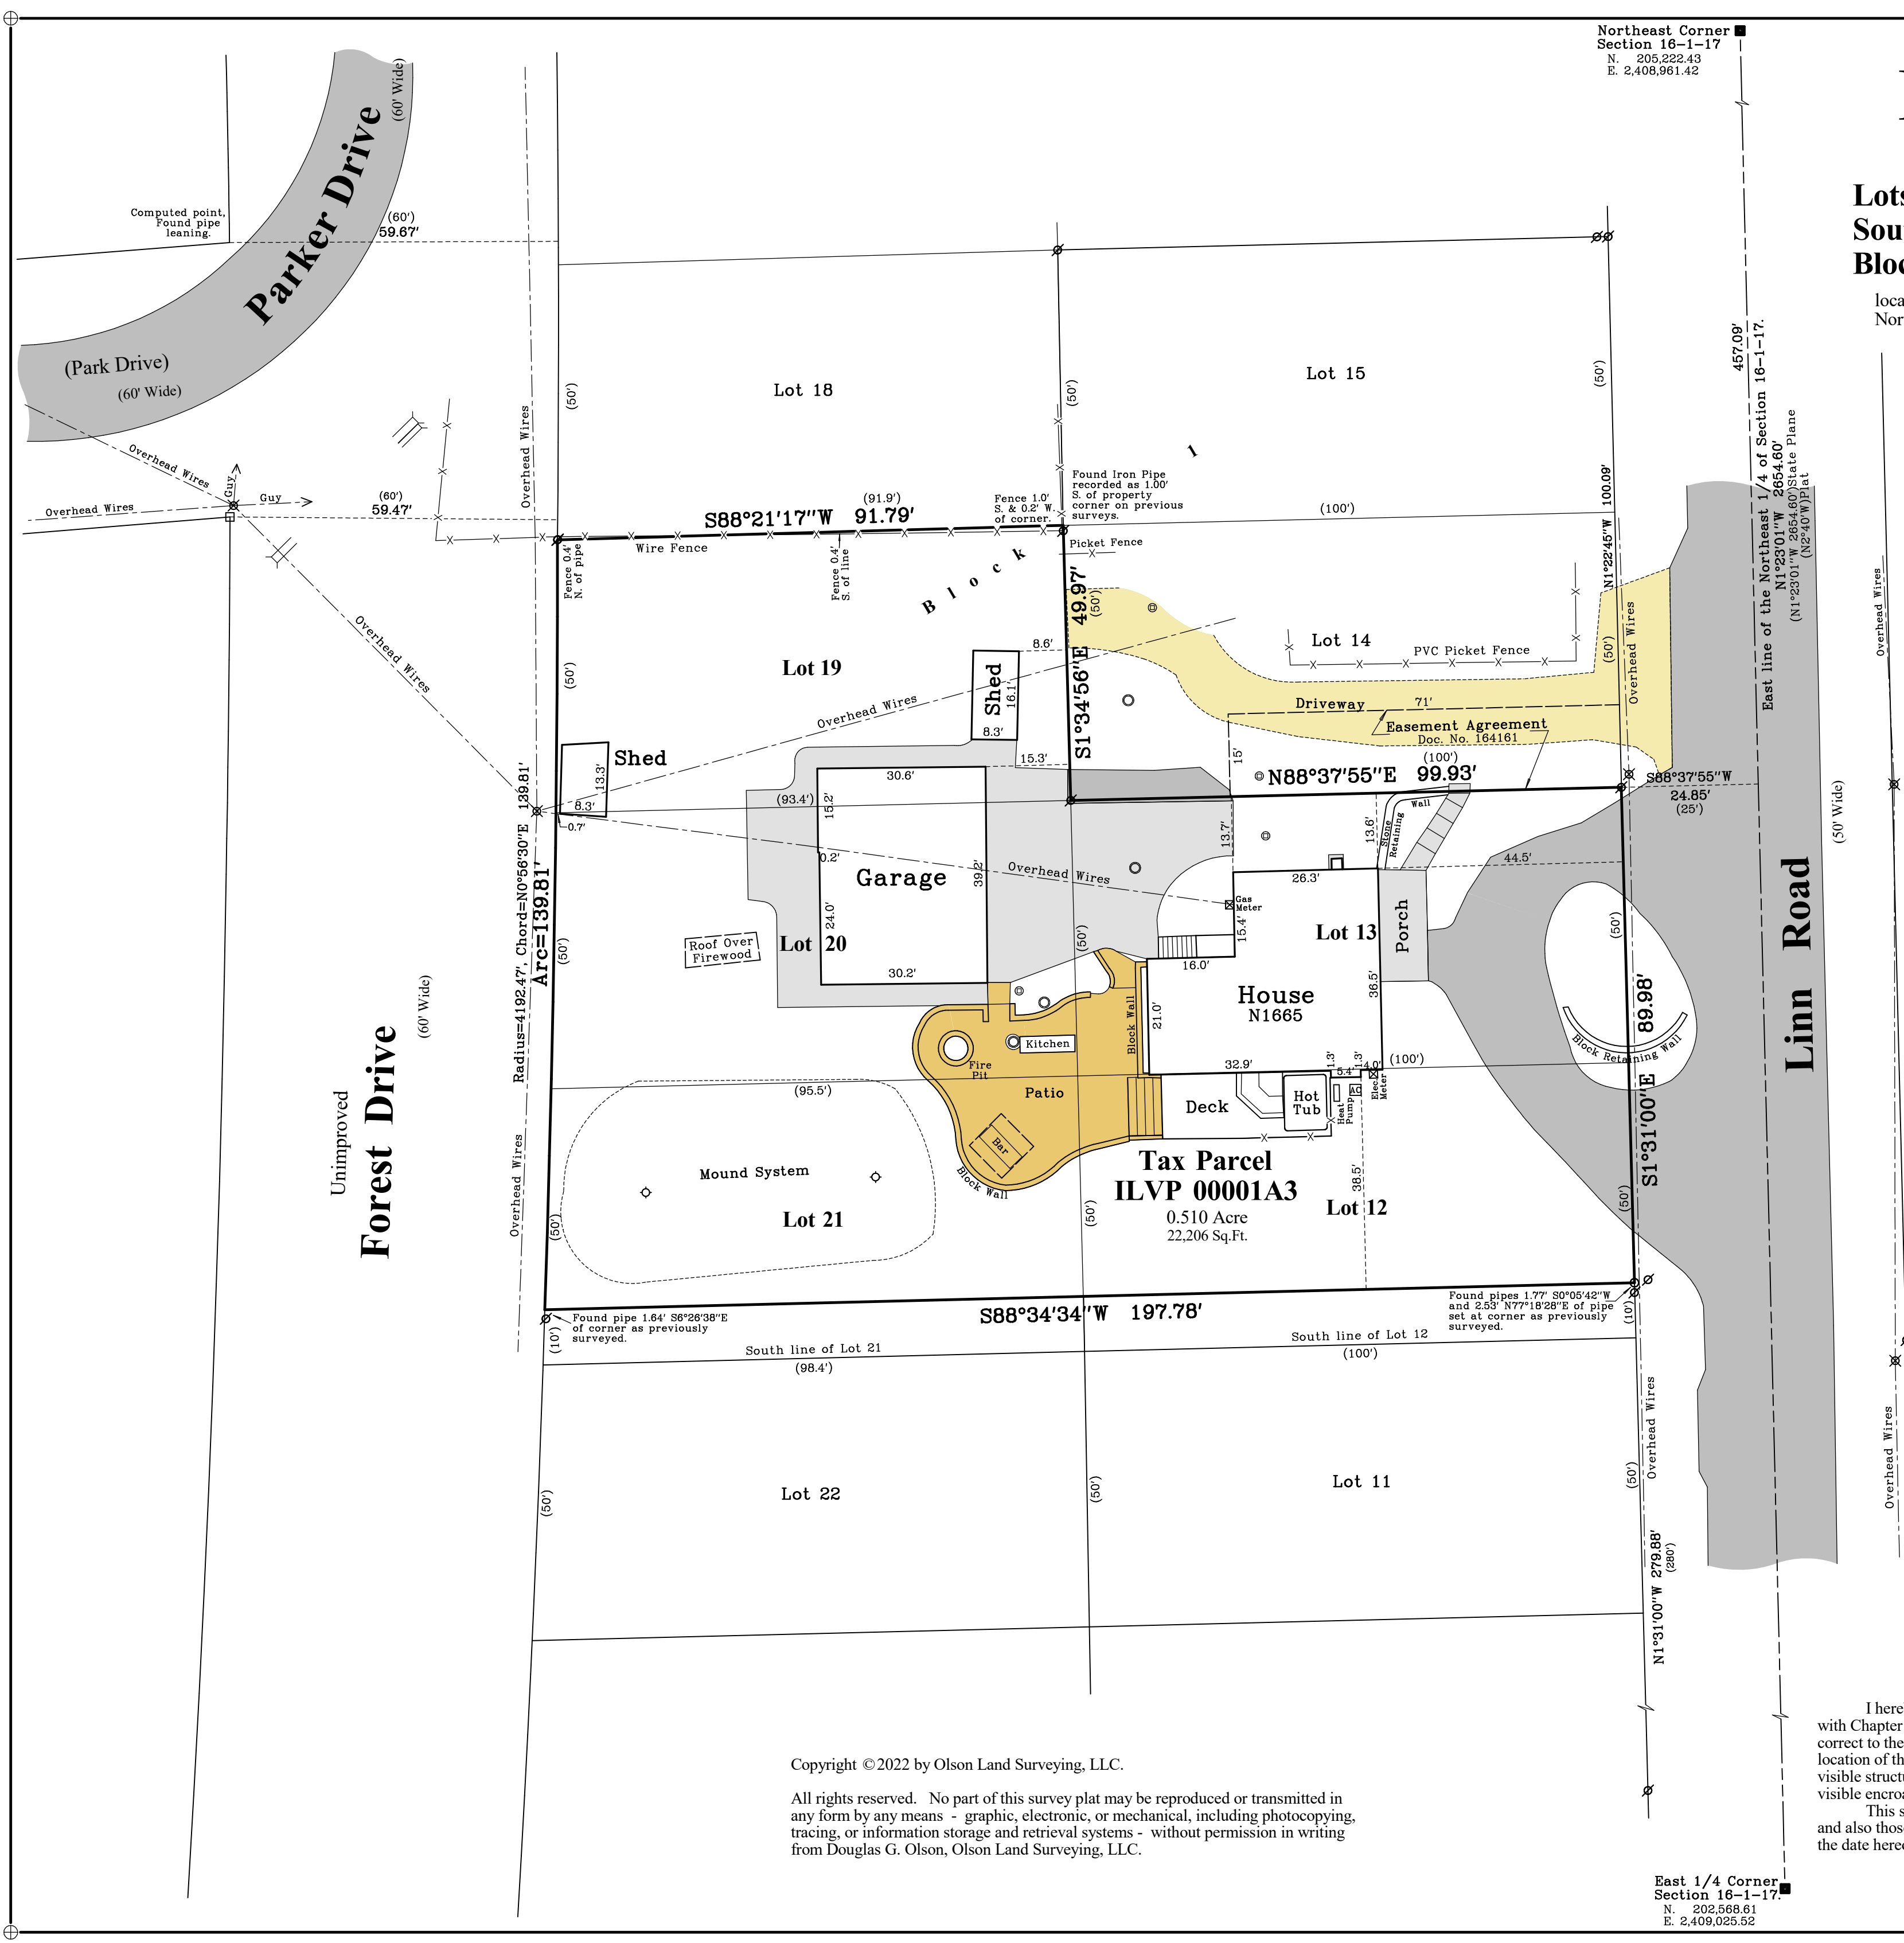 Northeast Corner
Section 16-1-17
N. 205,222.43
E. 2,408,961.42
Parker Drive
(60' Wide)
(Park Drive)
(60' Wide)
Computed point,
Found pipe
leaning.
(60')
59.67'
Lots
Sou
Bloc
loca
Nor
Overhead Wires
Overhead Wires
Overhead Wires
Guy
Guy
(60')
59.47'
Overhead Wires
(50')
Lot 18
(50')
Lot 15
(50')
457.09'
East line of the Northeast 1/4 of Section 16-1-17.
N1°23'01"W 2654.60'
(N1°23'01"W 2654.60')State Plane
(N2°40'W)Plat
(91.9')
S88°21'17"W 91.79'
Wire Fence
Fence 1.0'
S. & 0.2' W.
of corner.
Found Iron Pipe
recorded as 1.00'
S. of property
corner on previous
surveys.
Picket Fence
(100')
N1°22'45"W 100.09'
Block 1
Fence 0.4'
N. of pipe
Fence 0.4'
S. of line
(50')
Lot 19
S1°34'56"E 49.97'
(50')
Lot 14
PVC Picket Fence
(50')
Overhead Wires
Driveway
71'
Easement Agreement
Doc. No. 164161
(100')
N88°37'55"E 99.93'
15'
S88°37'55"W
24.85'
(25')
Overhead Wires
Overhead Wires
Shed
16.1'
8.3'
8.6'
Shed
13.3'
8.3'
0.7'
15.3'
30.6'
(93.4')
15.2'
0.2'
Garage
39.2'
24.0'
30.2'
Lot 20
Roof Over
Firewood
Overhead Wires
13.7'
13.6'
Stone
Retaining
Wall
44.5'
26.3'
Gas
Meter
15.4'
16.0'
Lot 13
Porch
House
N1665
36.5'
21.0'
32.9'
1.3'
5.4'
1.3'
4.0'
(100')
Elec.
Meter
Block Wall
(50')
(50')
(50')
Block Retaining Wall
S1°31'00"E 89.98'
Linn Road
(50' Wide)
Radius=4192.47', Chord=N0°56'30"E 139.81'
Arc=139.81'
Unimproved
Forest Drive
(60' Wide)
Overhead Wires
(95.5')
Fire
Pit
Kitchen
Patio
Bar
Block Wall
Deck
Hot
Tub
Heat
Pump
AC
Mound System
Lot 21
(50')
Tax Parcel
ILVP 00001A3
0.510 Acre
22,206 Sq.Ft.
38.5'
Lot 12
(50')
(50')
S88°34'34"W 197.78'
Found pipe 1.64' S6°26'38"E
of corner as previously
surveyed.
(10')
Found pipes 1.77' S0°05'42"W
and 2.53' N77°18'28"E of pipe
set at corner as previously
surveyed.
(10')
South line of Lot 21
(98.4')
South line of Lot 12
(100')
(50')
Lot 22
(50')
Lot 11
(50')
Overhead Wires
Overhead Wires
N1°31'00"W 279.88'
(280')
Copyright ©2022 by Olson Land Surveying, LLC.
All rights reserved. No part of this survey plat may be reproduced or transmitted in
any form by any means - graphic, electronic, or mechanical, including photocopying,
tracing, or information storage and retrieval systems - without permission in writing
from Douglas G. Olson, Olson Land Surveying, LLC.
I here
with Chapter
correct to the
location of th
visible struct
visible encroa
This s
and also those
the date hereo
East 1/4 Corner
Section 16-1-17.
N. 202,568.61
E. 2,409,025.52